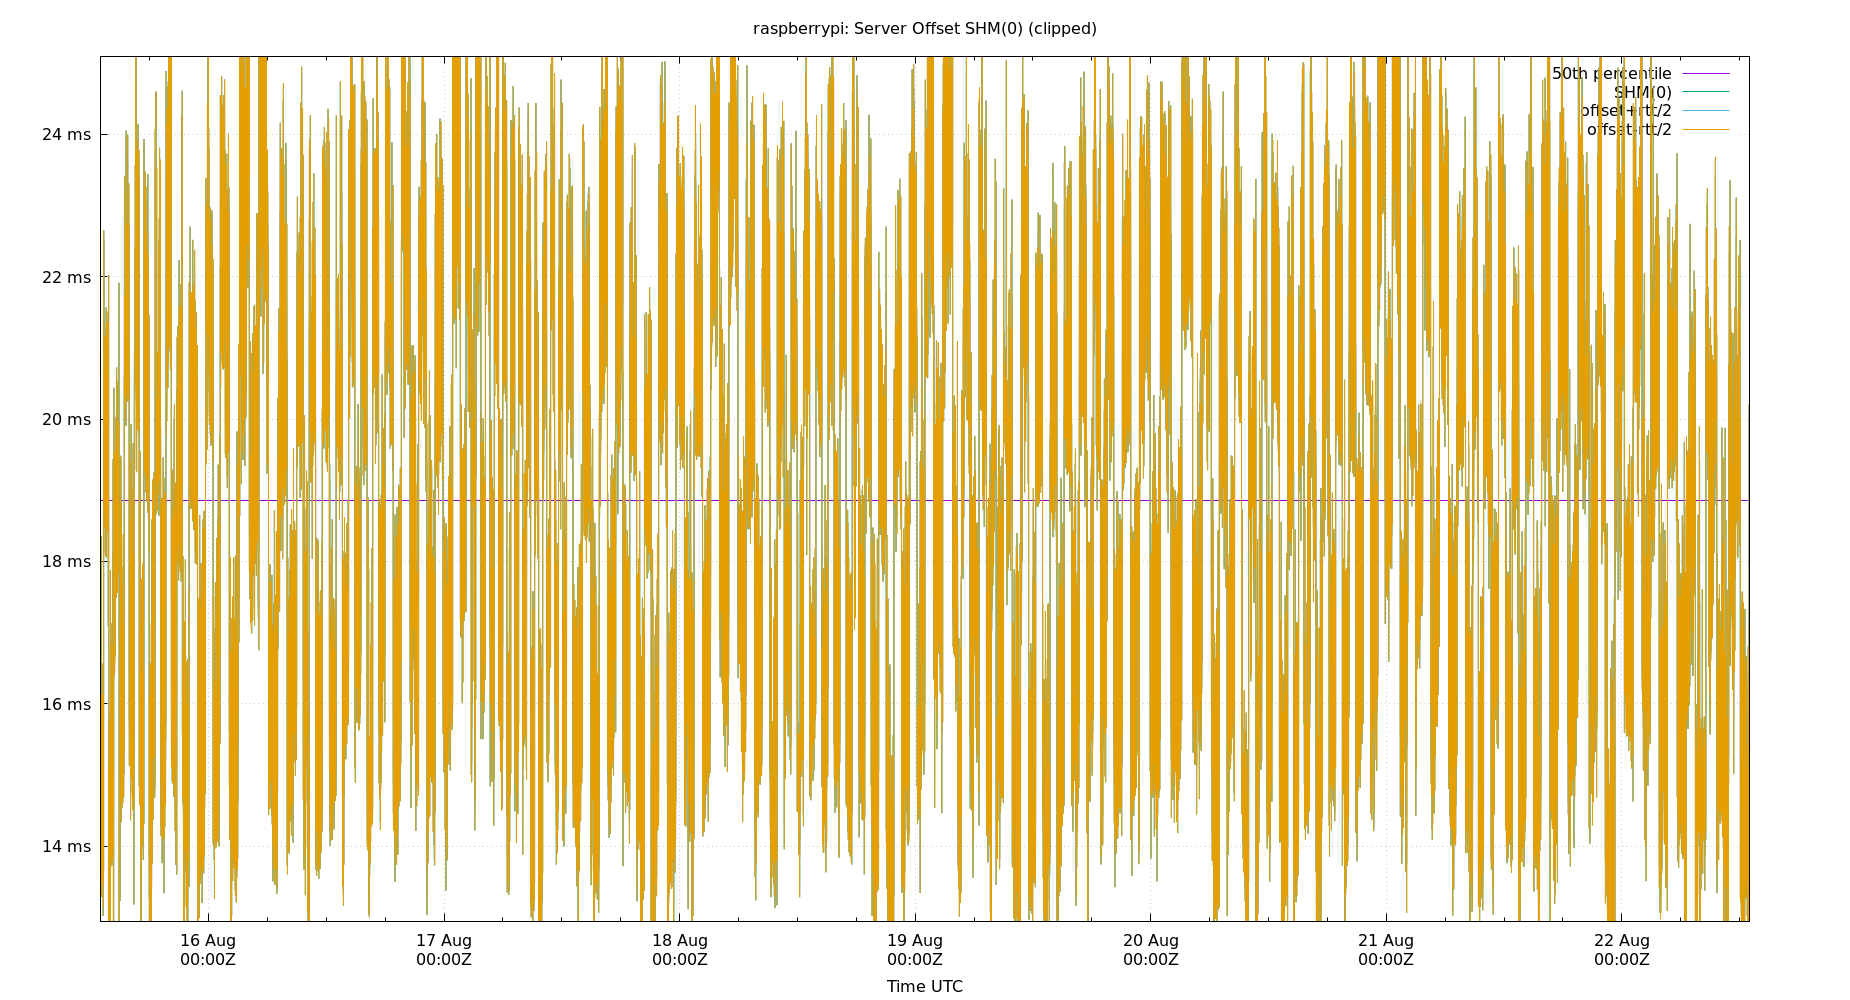 raspberrypi: Server Offset SHM(0) (clipped)
50th percentile
SHM(0)
offset+rtt/2
offset-rtt/2
24 ms
22 ms
20 ms
18 ms
16 ms
14 ms
16 Aug 17 Aug 18 Aug 19 Aug 20 Aug 21 Aug 22 Aug
00:00Z 00:00Z 00:00Z 00:00Z 00:00Z 00:00Z 00:00Z
Time UTC